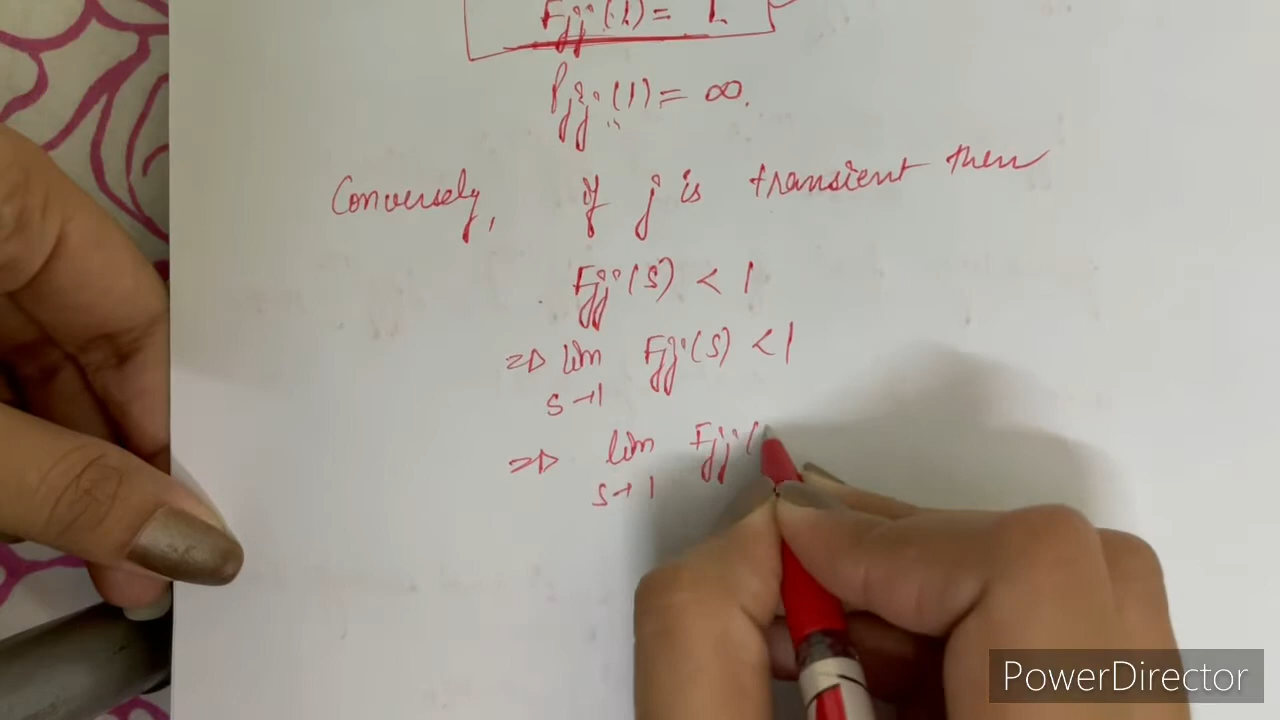 Fjj(1) = 1
Pjj(1) = ∞.
Conversely, if j is transient then
Fjj(s) < 1
⇒ lim Fjj(s) < 1
s→1
⇒ lim Fjj(
s→1
PowerDirector